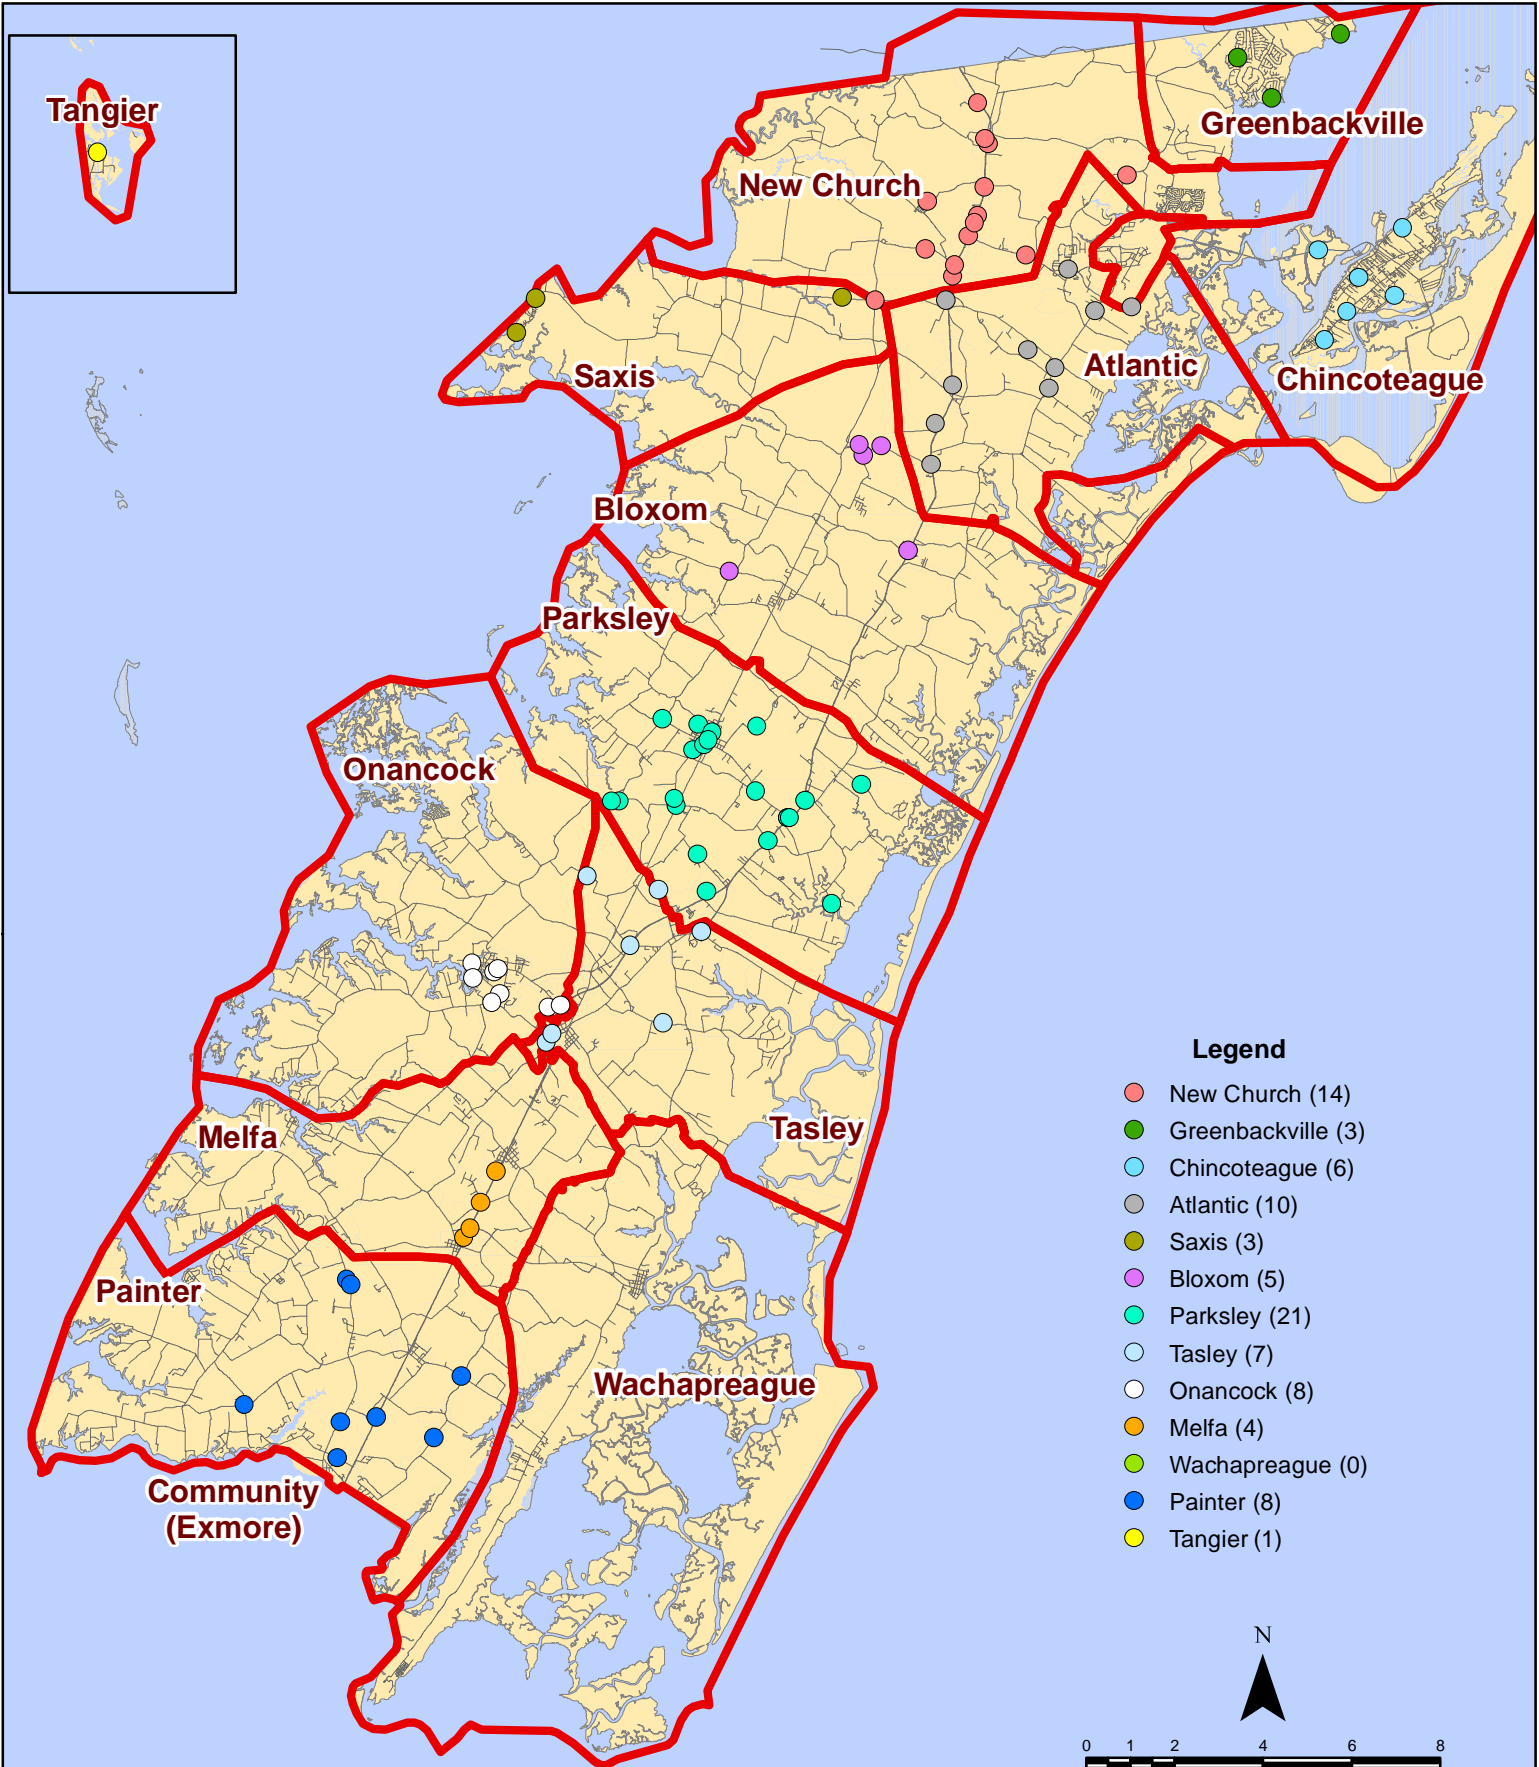 Tangier
Greenbackville
New Church
Atlantic
Chincoteague
Saxis
Bloxom
Parksley
Onancock
Tasley
Melfa
Painter
Wachapreague
Community
(Exmore)
Legend
New Church (14)
Greenbackville (3)
Chincoteague (6)
Atlantic (10)
Saxis (3)
Bloxom (5)
Parksley (21)
Tasley (7)
Onancock (8)
Melfa (4)
Wachapreague (0)
Painter (8)
Tangier (1)
N
0 1 2 4 6 8